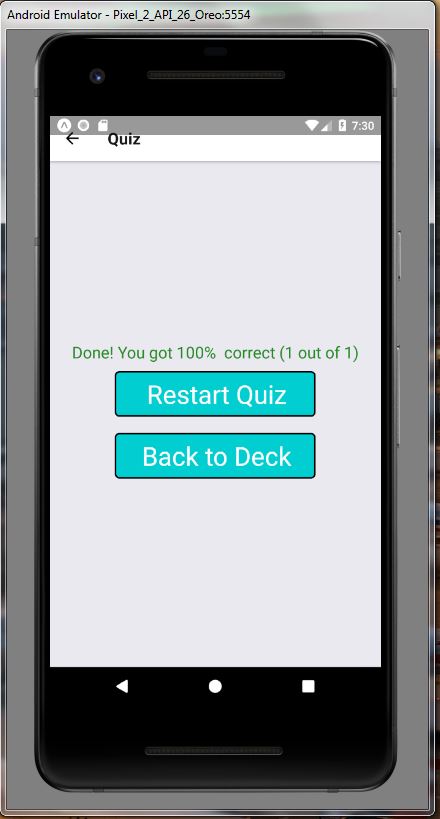 Android Emulator - Pixel_2_API_26_Oreo:5554
7:30
Quiz
Done! You got 100%  correct (1 out of 1)
Restart Quiz
Back to Deck